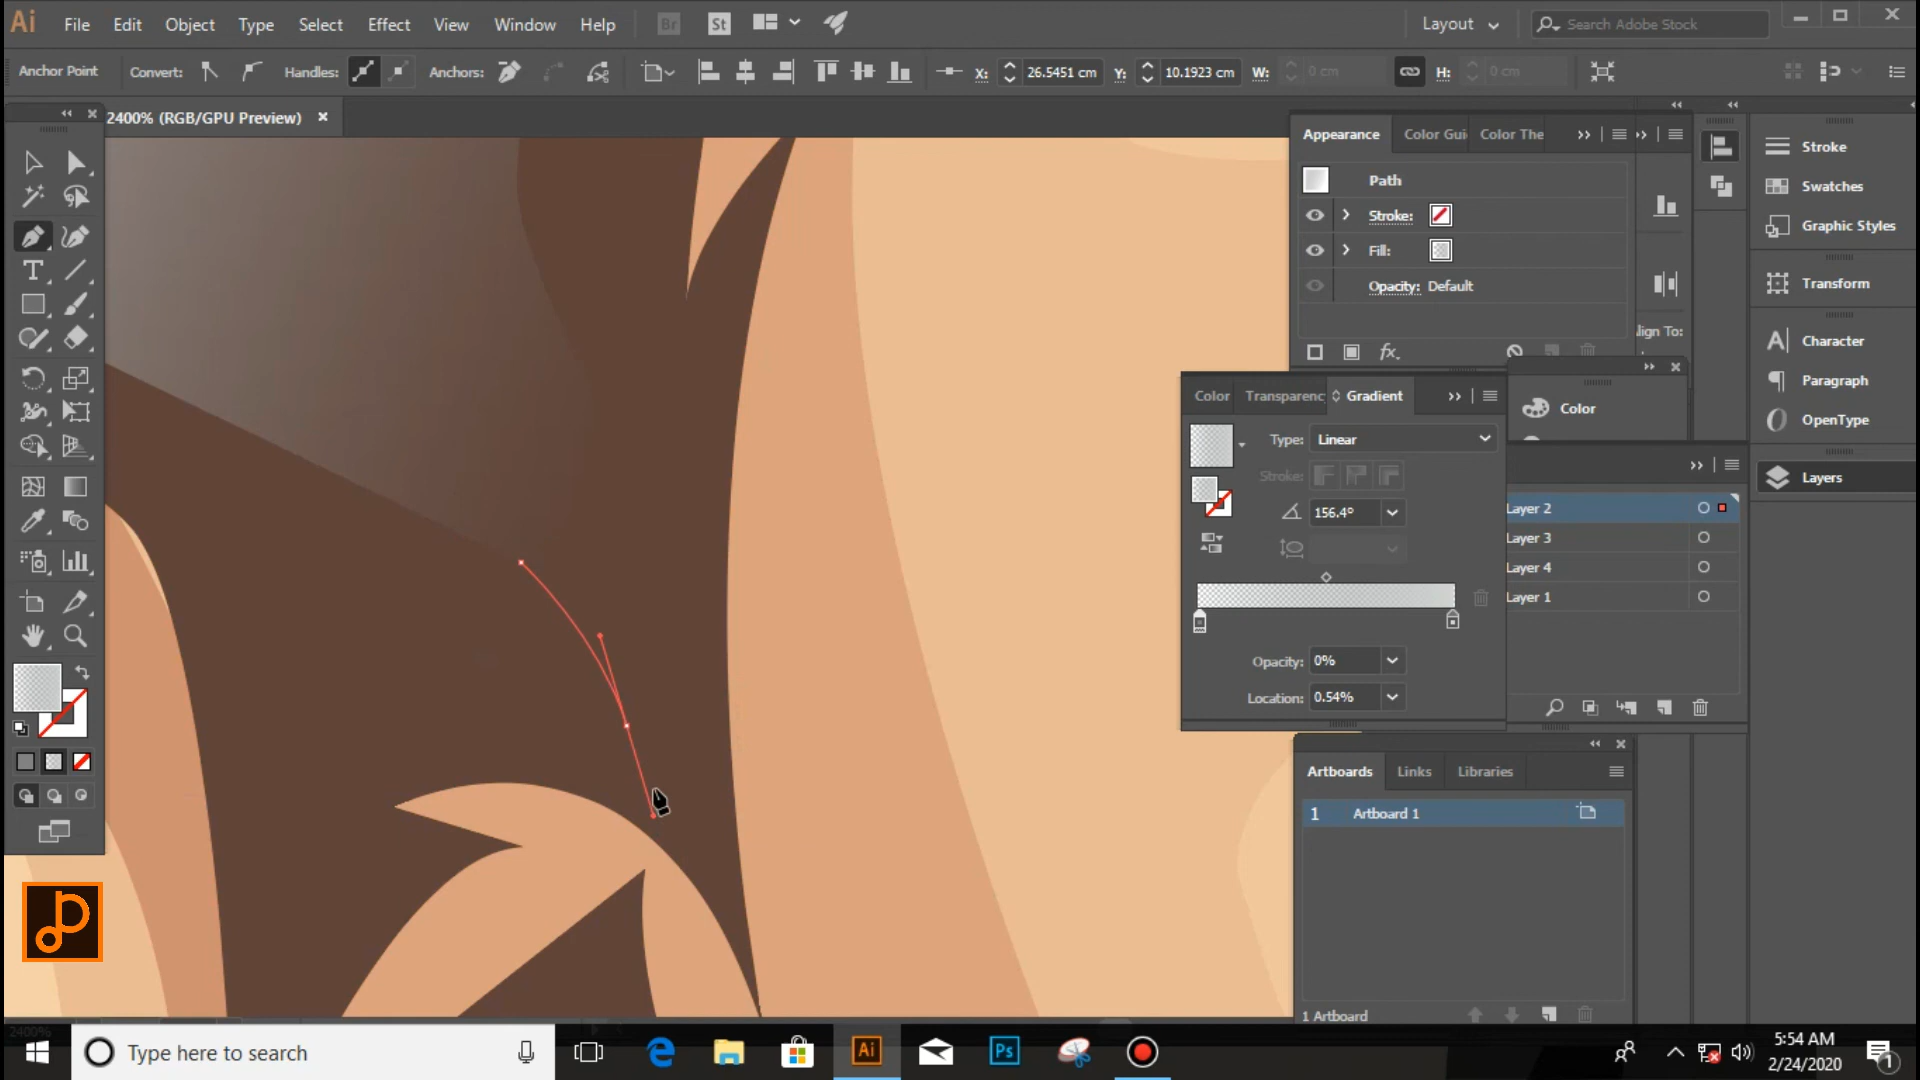 Ai File Edit Object Type Select Effect View Window Help Br St Layout Search Adobe Stock
Anchor Point Convert: Handles: Anchors: X: 26.5451 cm Y: 10.1923 cm W: 0 cm H: 0 cm
2400% (RGB/GPU Preview)
Appearance Color Gui Color The
Path
Stroke:
Fill:
Opacity: Default
fx.
lign To:
Stroke
Swatches
Graphic Styles
Transform
Character
Paragraph
OpenType
Layers
Color Transparenc Gradient
Type: Linear
Stroke:
156.4°
Opacity: 0%
Location: 0.54%
Color
Layer 2
Layer 3
Layer 4
Layer 1
Artboards Links Libraries
1 Artboard 1
1 Artboard
2400%
Type here to search
Ai
Ps
5:54 AM
2/24/2020
1